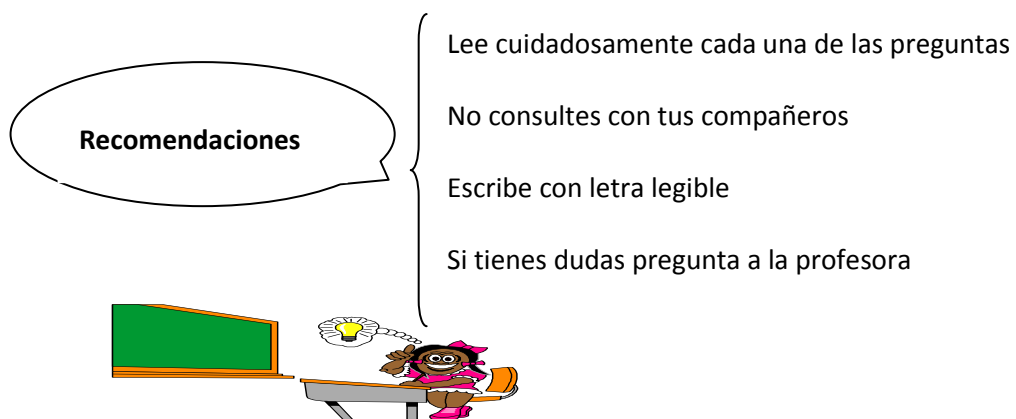 Recomendaciones
Lee cuidadosamente cada una de las preguntas
No consultes con tus compañeros
Escribe con letra legible
Si tienes dudas pregunta a la profesora